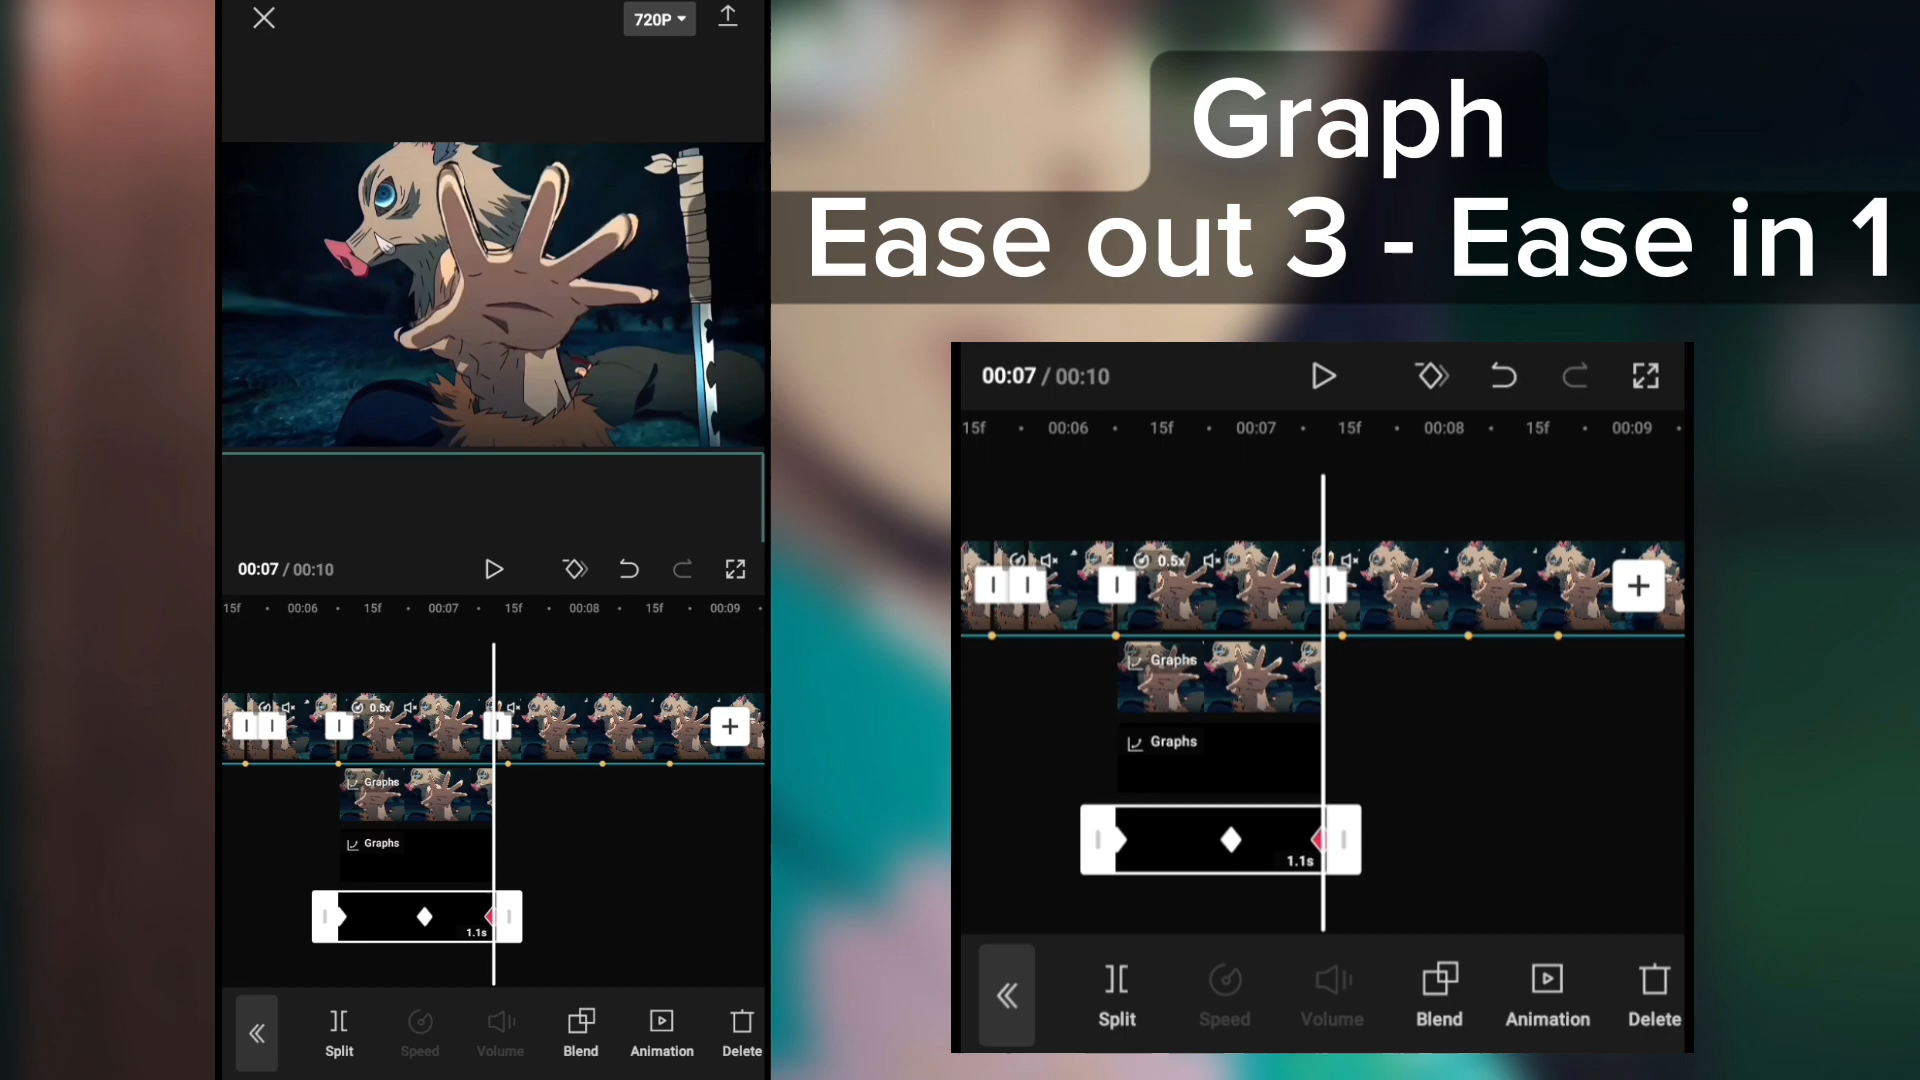 720P
Graph
Ease out 3 - Ease in 1
00:07 / 00:10
15f 00:06 15f 00:07 15f 00:08 15f 00:09
0.5x
Graphs
Graphs
1.1s
Split Speed Volume Blend Animation Delete
00:07 / 00:10
15f 00:06 15f 00:07 15f 00:08 15f 00:09
0.5x
Graphs
Graphs
1.1s
Split Speed Volume Blend Animation Delete